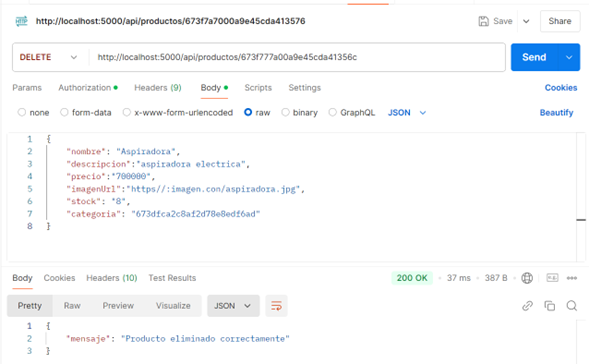 HTTP http://localhost:5000/api/productos/673f7a7000a9e45cda413576 Save Share
DELETE http://localhost:5000/api/productos/673f777a00a9e45cda41356c Send
Params Authorization Headers (9) Body Scripts Settings Cookies
none form-data x-www-form-urlencoded raw binary GraphQL JSON Beautify
1 {
2 "nombre": "Aspiradora",
3 "descripcion":"aspiradora electrica",
4 "precio":"700000",
5 "imagenUrl":"https//:imagen.con/aspiradora.jpg",
6 "stock": "8",
7 "categoria": "673dfca2c8af2d78e8edf6ad"
8 }
Body Cookies Headers (10) Test Results 200 OK 37 ms 387 B
Pretty Raw Preview Visualize JSON
1 {
2 "mensaje": "Producto eliminado correctamente"
3 }